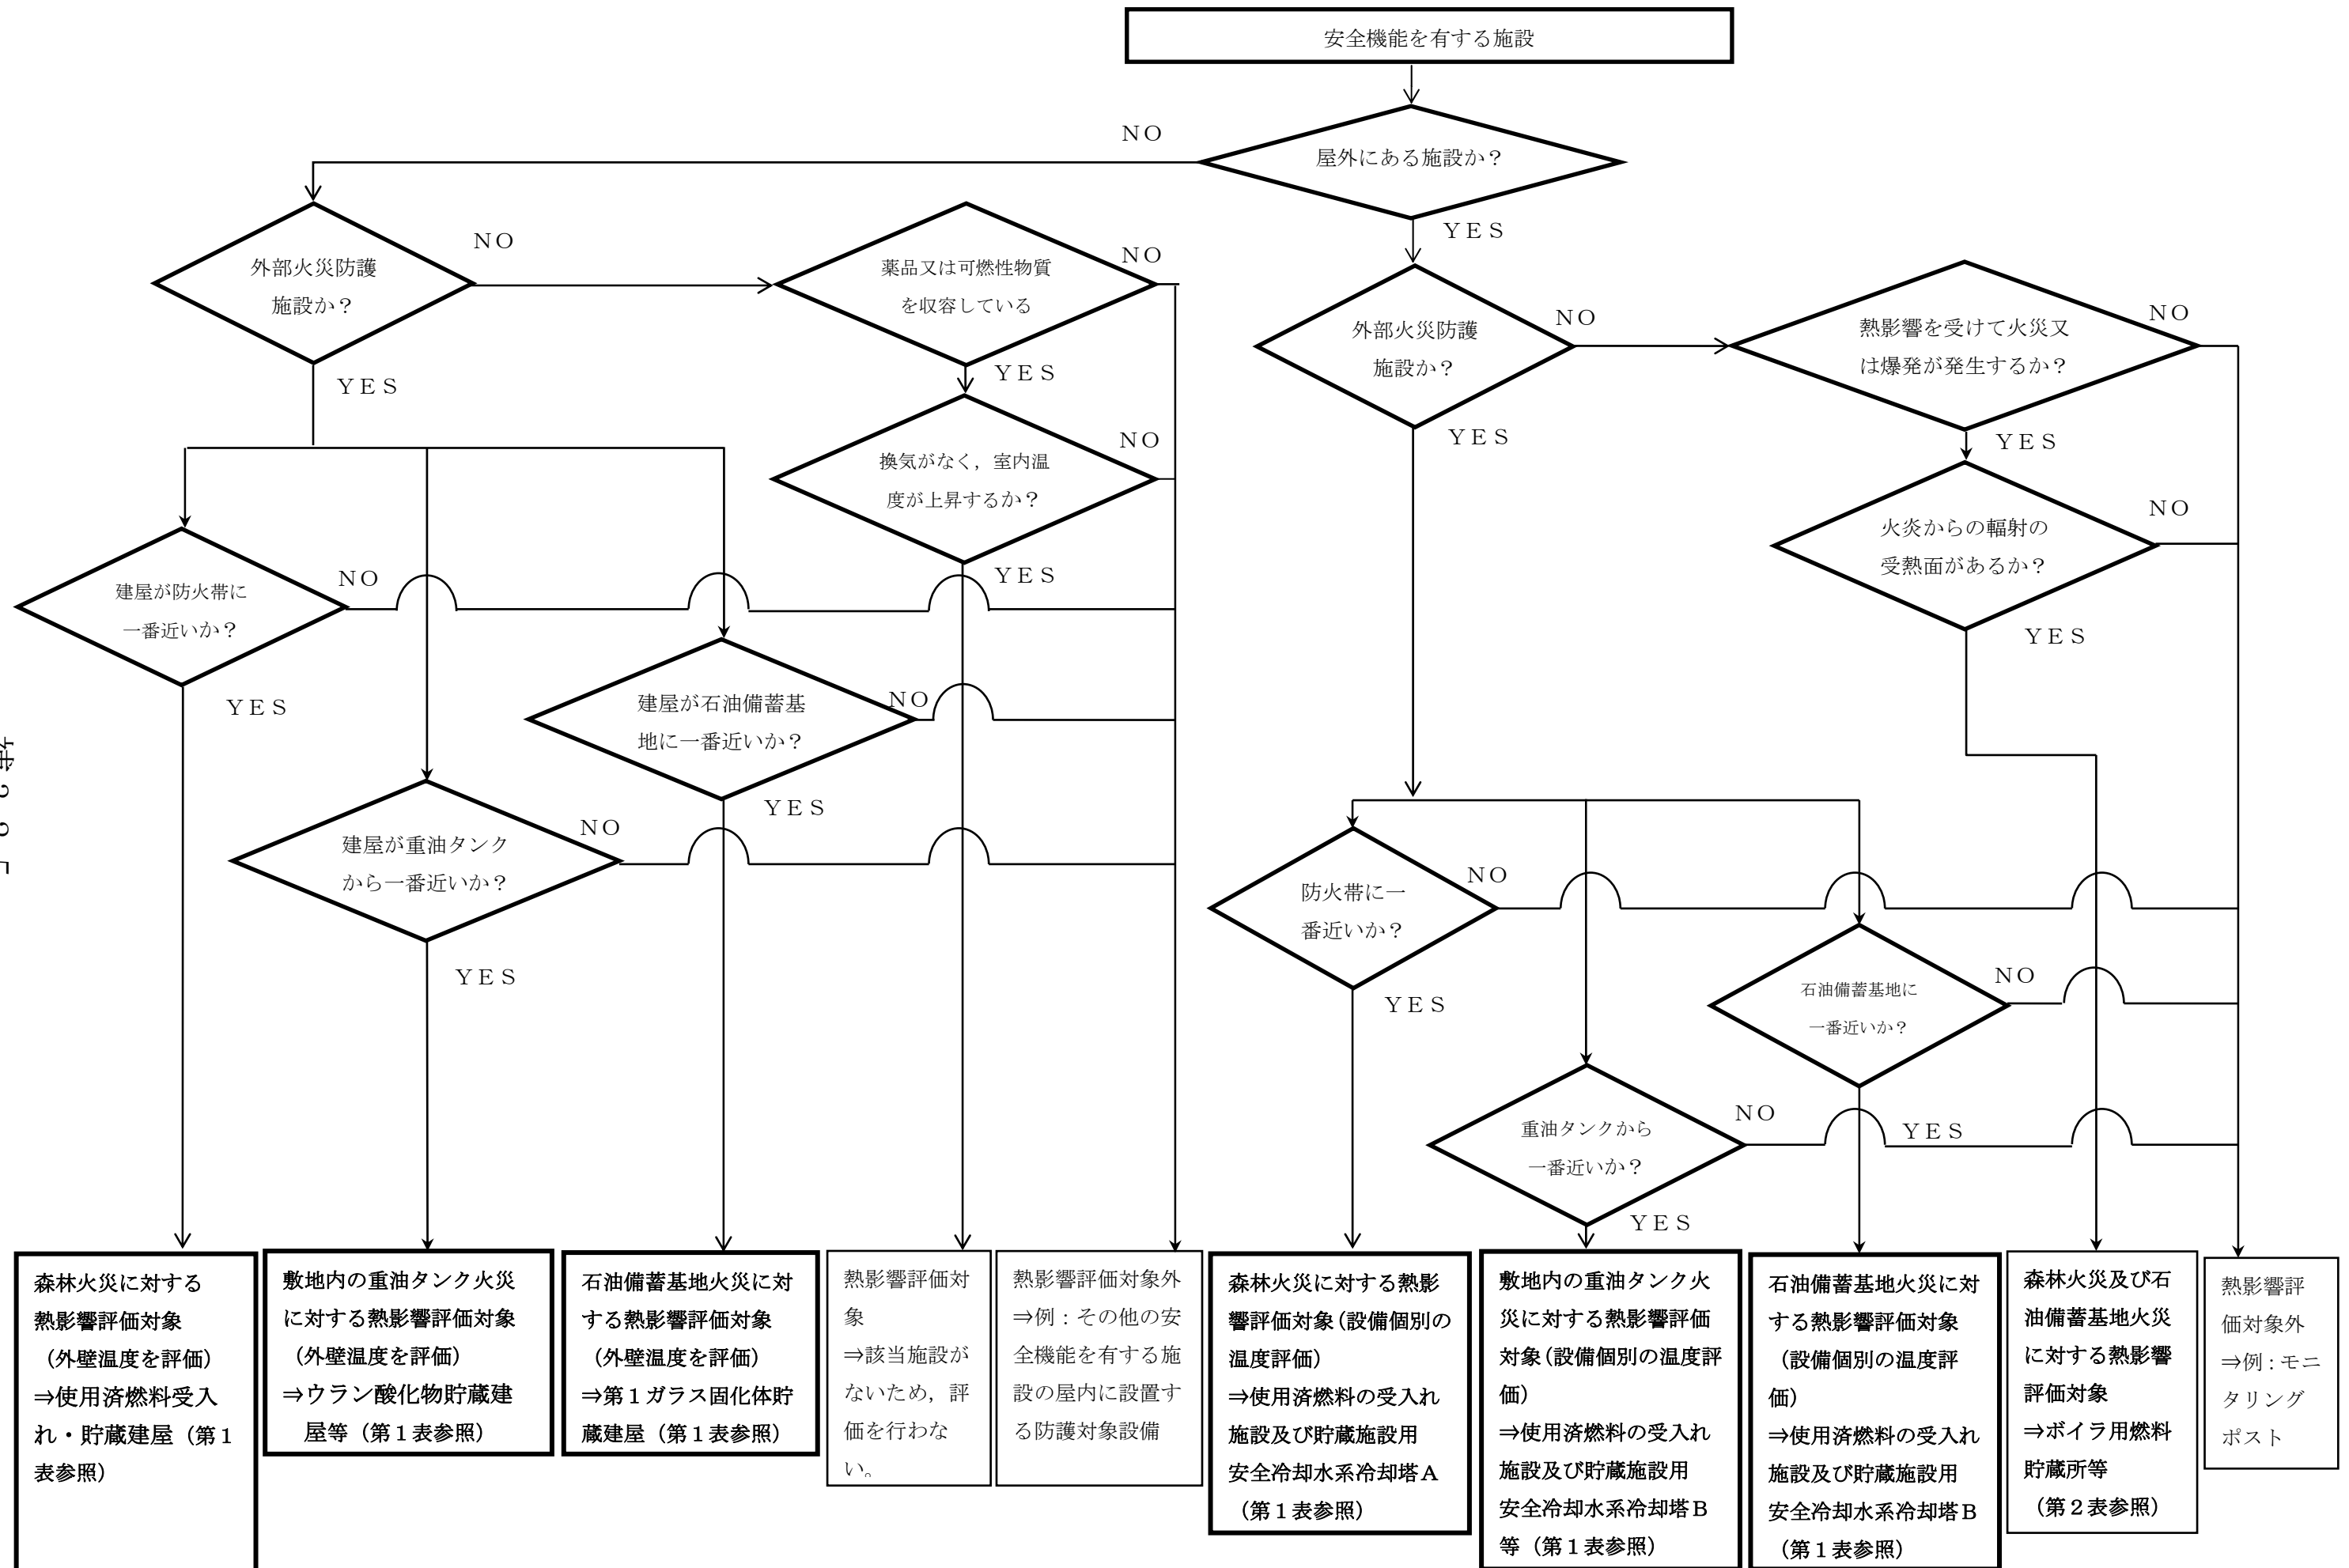 安全機能を有する施設
屋外にある施設か？
NO
YES
外部火災防護
施設か？
NO
YES
薬品又は可燃性物質
を収容している
NO
YES
換気がなく，室内温
度が上昇するか？
NO
YES
建屋が防火帯に
一番近いか？
NO
YES
建屋が石油備蓄基
地に一番近いか？
NO
YES
建屋が重油タンク
から一番近いか？
NO
YES
外部火災防護
施設か？
NO
YES
熱影響を受けて火災又
は爆発が発生するか？
NO
YES
火炎からの輻射の
受熱面があるか？
NO
YES
防火帯に一
番近いか？
NO
YES
石油備蓄基地に
一番近いか？
NO
YES
重油タンクから
一番近いか？
NO
YES
森林火災に対する
熱影響評価対象
（外壁温度を評価）
⇒使用済燃料受入
れ・貯蔵建屋（第１
表参照）
敷地内の重油タンク火災
に対する熱影響評価対象
（外壁温度を評価）
⇒ウラン酸化物貯蔵建
屋等（第１表参照）
石油備蓄基地火災に対
する熱影響評価対象
（外壁温度を評価）
⇒第１ガラス固化体貯
蔵建屋（第１表参照）
熱影響評価対
象
⇒該当施設が
ないため，評
価を行わな
い。
熱影響評価対象外
⇒例：その他の安
全機能を有する施
設の屋内に設置す
る防護対象設備
森林火災に対する熱影
響評価対象（設備個別の
温度評価）
⇒使用済燃料の受入れ
施設及び貯蔵施設用
安全冷却水系冷却塔Ａ
（第１表参照）
敷地内の重油タンク火
災に対する熱影響評価
対象（設備個別の温度評
価）
⇒使用済燃料の受入れ
施設及び貯蔵施設用
安全冷却水系冷却塔Ｂ
等（第１表参照）
石油備蓄基地火災に対
する熱影響評価対象
（設備個別の温度評
価）
⇒使用済燃料の受入れ
施設及び貯蔵施設用
安全冷却水系冷却塔Ｂ
（第１表参照）
森林火災及び石
油備蓄基地火災
に対する熱影響
評価対象
⇒ボイラ用燃料
貯蔵所等
（第２表参照）
熱影響評
価対象外
⇒例：モニ
タリング
ポスト